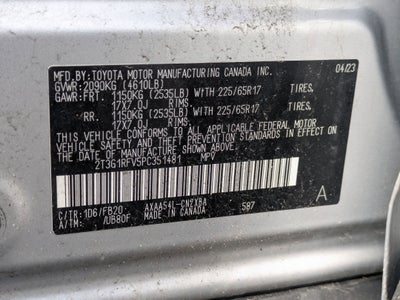 MFD.BY: TOYOTA MOTOR MANUFACTURING CANADA INC. 04/23
GVWR: 2090KG (4610LB)
GAWR: FRT. 1150KG (2535LB) WITH 225/65R17 TIRES,
17X7.0J RIMS.
RR. 1150KG (2535LB) WITH 225/65R17 TIRES,
17X7.0J RIMS.
THIS VEHICLE CONFORMS TO ALL APPLICABLE FEDERAL MOTOR
VEHICLE SAFETY, BUMPER, AND THEFT PREVENTION STANDARDS IN EFFECT
ON THE DATE OF MANUFACTURE SHOWN ABOVE.
2T3G1RFV5PC351481 MPV
C/TR: 1D6/FB20 AXAA54L-CNZXBA 587 A
A/TM: /UB80F MADE IN CANADA